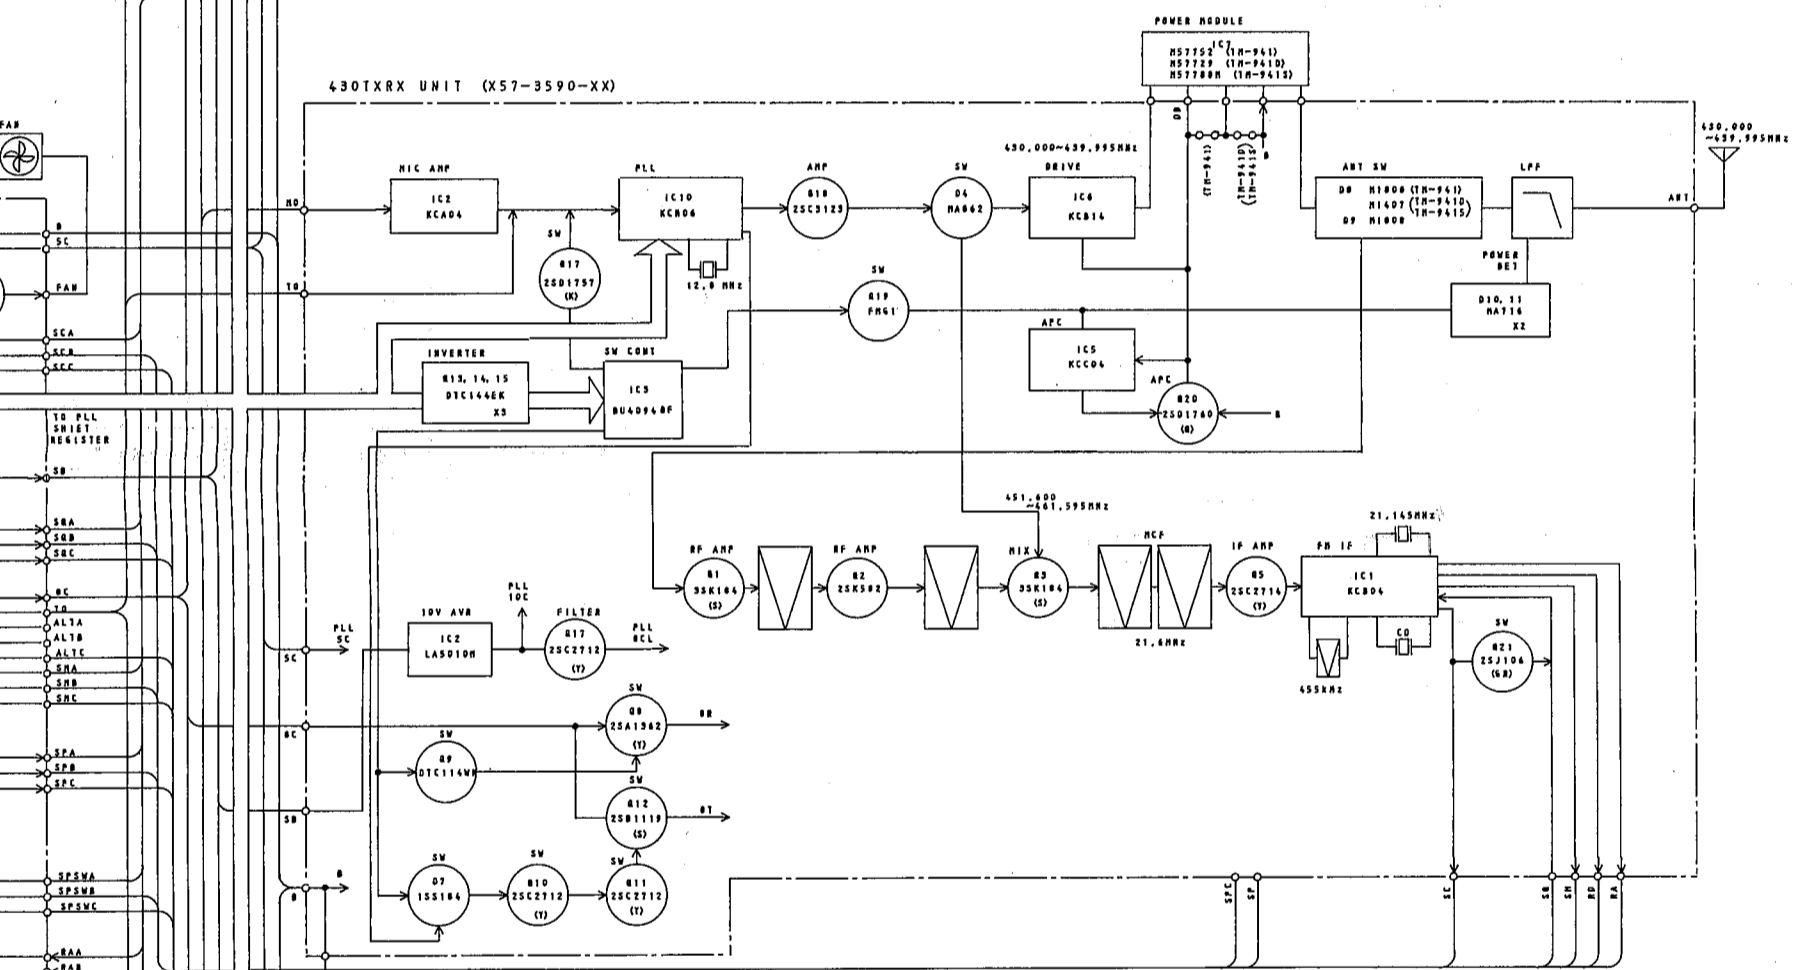 POWER MODULE
IC7
M57752 (TM-941)
M57729 (TM-941D)
M57788M (TM-941S)
430TXRX UNIT (X57-3590-XX)
FAN
430.000
~439.995MHz
DB
430.000~439.995MHz
MIC AMP
IC2
KCA04
PLL
IC10
KCH06
AMP
Q18
2SC3123
SW
D4
MA862
DRIVE
IC6
KCB14
(TM-941)
(TM-941D)
(TM-941S)
B
ANT SW
D8 MI808 (TM-941)
MI407 (TM-941D)
(TM-941S)
D9 MI808
LPF
ANT
MO
B
SC
SW
Q17
2SD1757
(K)
12.8 MHz
POWER
DET
D10, 11
MA716
X2
FAN
TO
SW
Q19
FMG1
SCA
SCB
SCC
APC
IC5
KCC04
INVERTER
Q13, 14, 15
DTC144EK
X3
SW CONT
IC3
BU4094BF
APC
Q20
2SD1760
(Q)
B
TO PLL
SHIET
REGISTER
SB
451.600
~461.595MHz
SQA
SQB
SQC
21.145MHz
RF AMP
Q1
3SK184
(S)
RF AMP
Q2
2SK582
MIX
Q3
3SK184
(S)
MCF
21.6MHz
IF AMP
Q5
2SC2714
(Y)
FM IF
IC1
KCB04
CD
455kHz
SW
Q21
2SJ106
(GR)
8C
TO
ALTA
ALTB
ALTC
SMA
SMB
SMC
PLL
SC
SC
10V AVR
IC2
LA5010M
PLL
10C
FILTER
Q17
2SC2712
(Y)
PLL
8CL
SW
Q8
2SA1362
(Y)
8R
8C
SW
Q9
DTC114WK
SPA
SPB
SPC
SW
Q12
2SB1119
(S)
8T
SB
SW
D7
1SS184
SW
Q10
2SC2712
(Y)
SW
Q11
2SC2712
(Y)
B
B
SPSWA
SPSWB
SPSWC
SPC
SP
SC
SB
SM
RD
RA
RAA
RAB